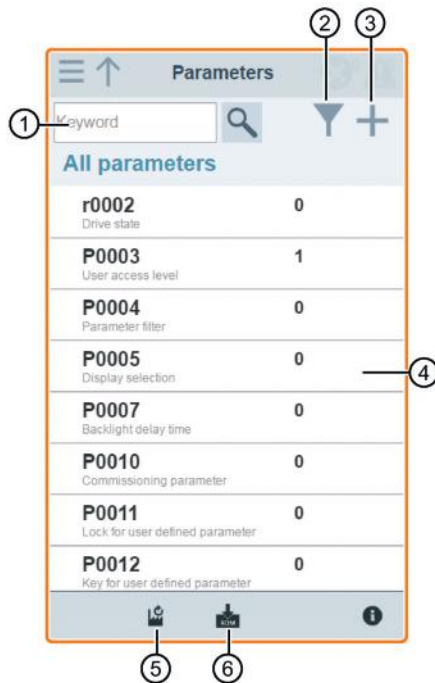 2
3
Parameters
1
Keyword
All parameters
r0002 0
Drive state
P0003 1
User access level
P0004 0
Parameter filter
P0005 0
Display selection
4
P0007 0
Backlight delay time
P0010 0
Commissioning parameter
P0011 0
Lock for user defined parameter
P0012 0
Key for user defined parameter
ROM
5
6